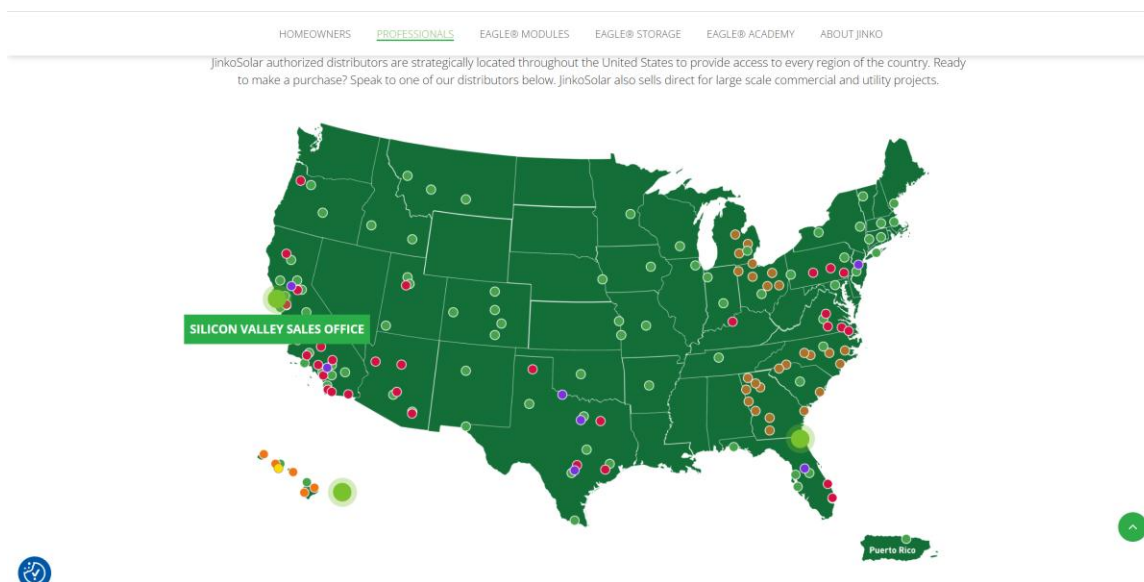 HOMEOWNERS PROFESSIONALS EAGLE® MODULES EAGLE® STORAGE EAGLE® ACADEMY ABOUT JINKO
JinkoSolar authorized distributors are strategically located throughout the United States to provide access to every region of the country. Ready
to make a purchase? Speak to one of our distributors below. JinkoSolar also sells direct for large scale commercial and utility projects.
SILICON VALLEY SALES OFFICE
Puerto Rico